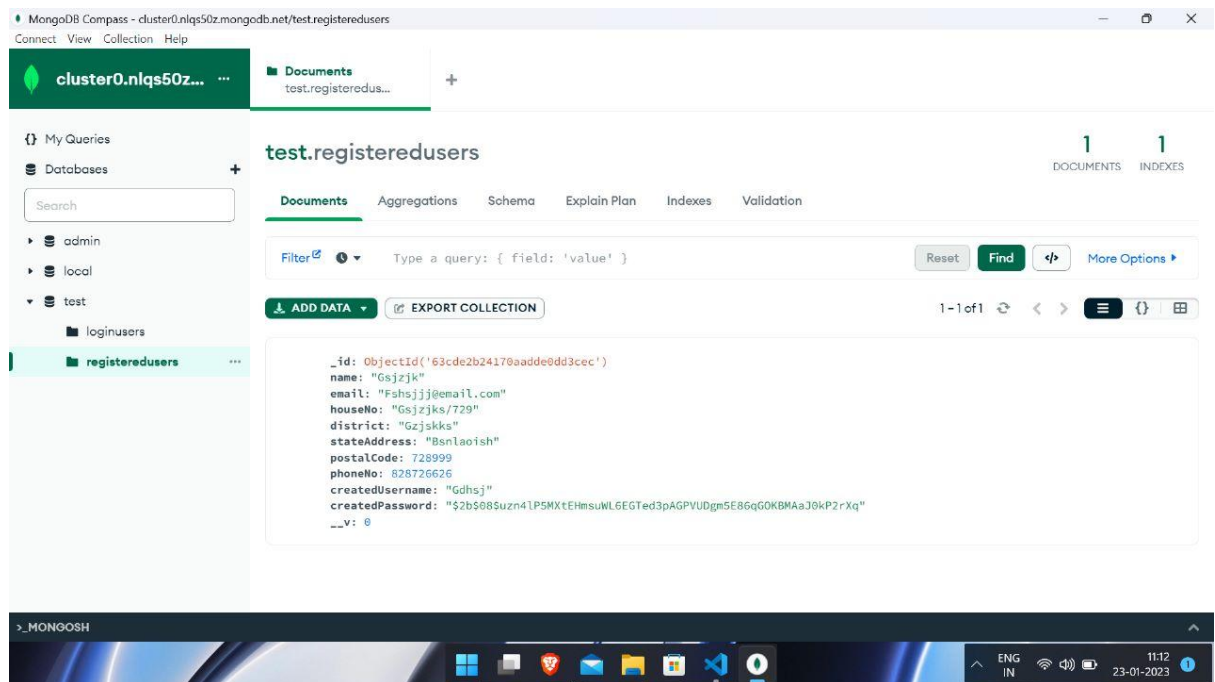 MongoDB Compass - cluster0.nlqs50z.mongodb.net/test.registeredusers
Connect View Collection Help
cluster0.nlqs50z... ...
Documents
test.registeredus...
+
{} My Queries
Databases +
Search
admin
local
test
loginusers
registeredusers ...
test.registeredusers
1 DOCUMENTS
1 INDEXES
Documents Aggregations Schema Explain Plan Indexes Validation
Filter Type a query: { field: 'value' } Reset Find </> More Options
ADD DATA EXPORT COLLECTION 1-1 of 1 < > {}
_id: ObjectId('63cde2b24170aadde0dd3cec')
name: "Gsjzjk"
email: "Fshsjjj@email.com"
houseNo: "Gsjzjks/729"
district: "Gzjskks"
stateAddress: "Bsnlaoish"
postalCode: 728999
phoneNo: 828726626
createdUsername: "Gdhsj"
createdPassword: "$2b$08$uzn4lP5MXtEHmsuWL6EGTed3pAGPVUDgm5E86qGOKBMAaJ0kP2rXq"
__v: 0
>_MONGOSH
ENG
IN
11:12
23-01-2023
1